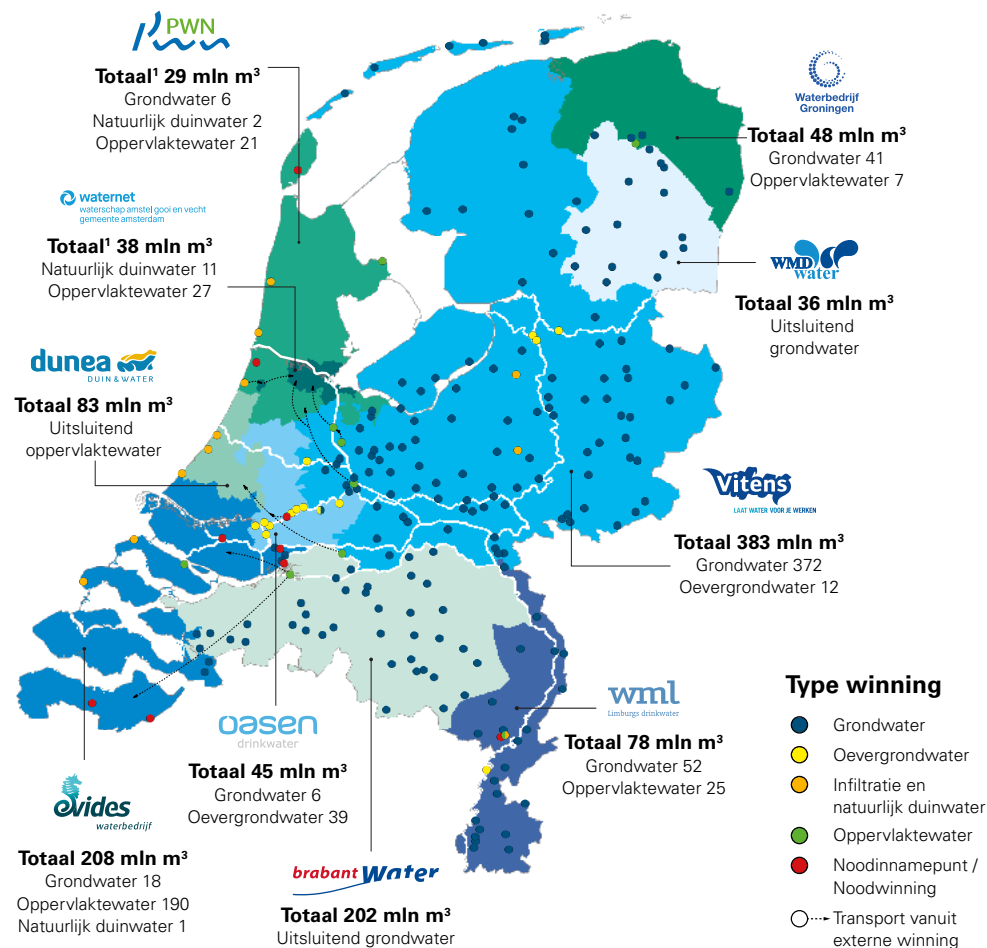 PWN
Totaal¹ 29 mln m³
Grondwater 6
Natuurlijk duinwater 2
Oppervlaktewater 21
Waterbedrijf
Groningen
Totaal 48 mln m³
Grondwater 41
Oppervlaktewater 7
waternet
waterschap amstel gooi en vecht
gemeente amsterdam
Totaal¹ 38 mln m³
Natuurlijk duinwater 11
Oppervlaktewater 27
WMD
water
Totaal 36 mln m³
Uitsluitend
grondwater
dunea
DUIN & WATER
Totaal 83 mln m³
Uitsluitend
oppervlaktewater
Vitens
LAAT WATER VOOR JE WERKEN
Totaal 383 mln m³
Grondwater 372
Oevergrondwater 12
wml
Limburgs drinkwater
Totaal 78 mln m³
Grondwater 52
Oppervlaktewater 25
oasen
drinkwater
Totaal 45 mln m³
Grondwater 6
Oevergrondwater 39
evides
waterbedrijf
Totaal 208 mln m³
Grondwater 18
Oppervlaktewater 190
Natuurlijk duinwater 1
brabant Water
Totaal 202 mln m³
Uitsluitend grondwater
Type winning
Grondwater
Oevergrondwater
Infiltratie en
natuurlijk duinwater
Oppervlaktewater
Noodinnamepunt /
Noodwinning
Transport vanuit
externe winning